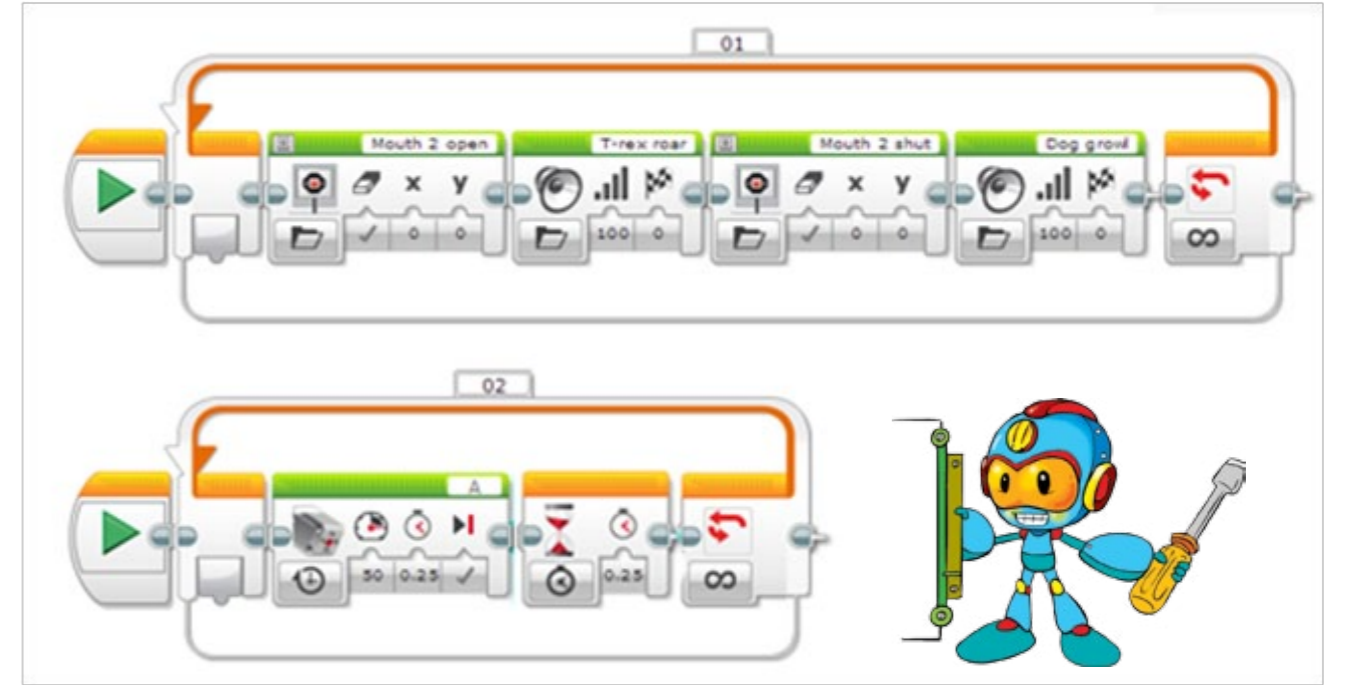 01
Mouth 2 open T-rex roar Mouth 2 shut Dog growl
x y x y
0 0 100 0 0 0 100 0 ∞
02
A
50 0.25 0.25 ∞